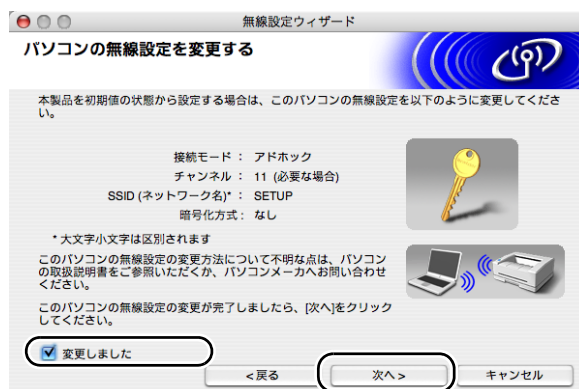 無線設定ウィザード
パソコンの無線設定を変更する
本製品を初期値の状態から設定する場合は、このパソコンの無線設定を以下のように変更してくださ
い。
接続モード： アドホック
チャンネル： 11 (必要な場合)
SSID (ネットワーク名)*： SETUP
暗号化方式： なし
* 大文字小文字は区別されます
このパソコンの無線設定の変更方法について不明な点は、パソコン
の取扱説明書をご参照いただくか、パソコンメーカへお問い合わせ
ください。
このパソコンの無線設定の変更が完了しましたら、[次へ]をクリック
してください。
変更しました
<戻る 次へ> キャンセル